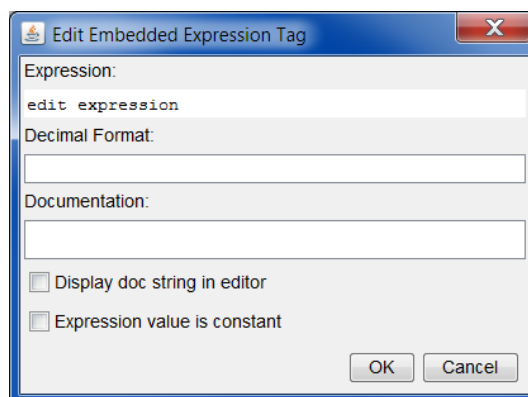 Edit Embedded Expression Tag
Expression:
edit expression
Decimal Format:
Documentation:
Display doc string in editor
Expression value is constant
OK Cancel